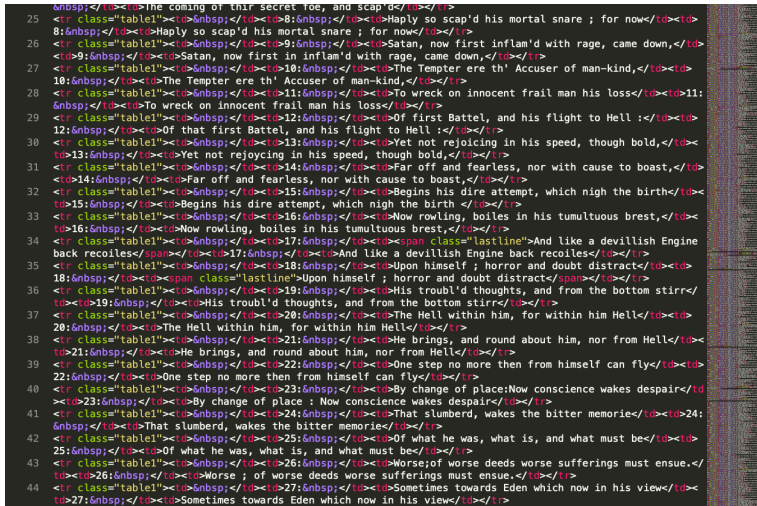 &nbsp;</td><td>The coming of thir secret foe, and scap'd</td></tr>
25 <tr class="table1"><td>&nbsp;</td><td>8:&nbsp;</td><td>Haply so scap'd his mortal snare ; for now</td><td>
8:&nbsp;</td><td>Haply so scap'd his mortal snare ; for now</td></tr>
26 <tr class="table1"><td>&nbsp;</td><td>9:&nbsp;</td><td>Satan, now first inflam'd with rage, came down,</td>
<td>9:&nbsp;</td><td>Satan, now first in inflam'd with rage, came down,</td></tr>
27 <tr class="table1"><td>&nbsp;</td><td>10:&nbsp;</td><td>The Tempter ere th' Accuser of man-kind,</td><td>
10:&nbsp;</td><td>The Tempter ere th' Accuser of man-kind,</td></tr>
28 <tr class="table1"><td>&nbsp;</td><td>11:&nbsp;</td><td>To wreck on innocent frail man his loss</td><td>11:
&nbsp;</td><td>To wreck on innocent frail man his loss</td></tr>
29 <tr class="table1"><td>&nbsp;</td><td>12:&nbsp;</td><td>Of first Battel, and his flight to Hell :</td><td>
12:&nbsp;</td><td>Of that first Battel, and his flight to Hell :</td></tr>
30 <tr class="table1"><td>&nbsp;</td><td>13:&nbsp;</td><td>Yet not rejoicing in his speed, though bold,</td><
td>13:&nbsp;</td><td>Yet not rejoycing in his speed, though bold,</td></tr>
31 <tr class="table1"><td>&nbsp;</td><td>14:&nbsp;</td><td>Far off and fearless, nor with cause to boast,</td>
<td>14:&nbsp;</td><td>Far off and fearless, nor with cause to boast,</td></tr>
32 <tr class="table1"><td>&nbsp;</td><td>15:&nbsp;</td><td>Begins his dire attempt, which nigh the birth</td><
td>15:&nbsp;</td><td>Begins his dire attempt, which nigh the birth </td></tr>
33 <tr class="table1"><td>&nbsp;</td><td>16:&nbsp;</td><td>Now rowling, boiles in his tumultuous brest,</td><
td>16:&nbsp;</td><td>Now rowling, boiles in his tumultuous brest,</td></tr>
34 <tr class="table1"><td>&nbsp;</td><td>17:&nbsp;</td><td><span class="lastline">And like a devillish Engine
back recoiles</span></td><td>17:&nbsp;</td><td>And like a devillish Engine back recoiles</td></tr>
35 <tr class="table1"><td>&nbsp;</td><td>18:&nbsp;</td><td>Upon himself ; horror and doubt distract</td><td>
18:&nbsp;</td><td><span class="lastline">Upon himself ; horror and doubt distract</span></td></tr>
36 <tr class="table1"><td>&nbsp;</td><td>19:&nbsp;</td><td>His troubl'd thoughts, and from the bottom stirr</
td><td>19:&nbsp;</td><td>His troubl'd thoughts, and from the bottom stirr</td></tr>
37 <tr class="table1"><td>&nbsp;</td><td>20:&nbsp;</td><td>The Hell within him, for within him Hell</td><td>
20:&nbsp;</td><td>The Hell within him, for within him Hell</td></tr>
38 <tr class="table1"><td>&nbsp;</td><td>21:&nbsp;</td><td>He brings, and round about him, nor from Hell</td>
<td>21:&nbsp;</td><td>He brings, and round about him, nor from Hell</td></tr>
39 <tr class="table1"><td>&nbsp;</td><td>22:&nbsp;</td><td>One step no more then from himself can fly</td><td>
22:&nbsp;</td><td>One step no more then from himself can fly</td></tr>
40 <tr class="table1"><td>&nbsp;</td><td>23:&nbsp;</td><td>By change of place:Now conscience wakes despair</td
><td>23:&nbsp;</td><td>By change of place : Now conscience wakes despair</td></tr>
41 <tr class="table1"><td>&nbsp;</td><td>24:&nbsp;</td><td>That slumberd, wakes the bitter memorie</td><td>24:
&nbsp;</td><td>That slumberd, wakes the bitter memorie</td></tr>
42 <tr class="table1"><td>&nbsp;</td><td>25:&nbsp;</td><td>Of what he was, what is, and what must be</td><td>
25:&nbsp;</td><td>Of what he was, what is, and what must be</td></tr>
43 <tr class="table1"><td>&nbsp;</td><td>26:&nbsp;</td><td>Worse;of worse deeds worse sufferings must ensue.</
td><td>26:&nbsp;</td><td>Worse ; of worse deeds worse sufferings must ensue.</td></tr>
44 <tr class="table1"><td>&nbsp;</td><td>27:&nbsp;</td><td>Sometimes towards Eden which now in his view</td><
td>27:&nbsp;</td><td>Sometimes towards Eden which now in his view</td></tr>